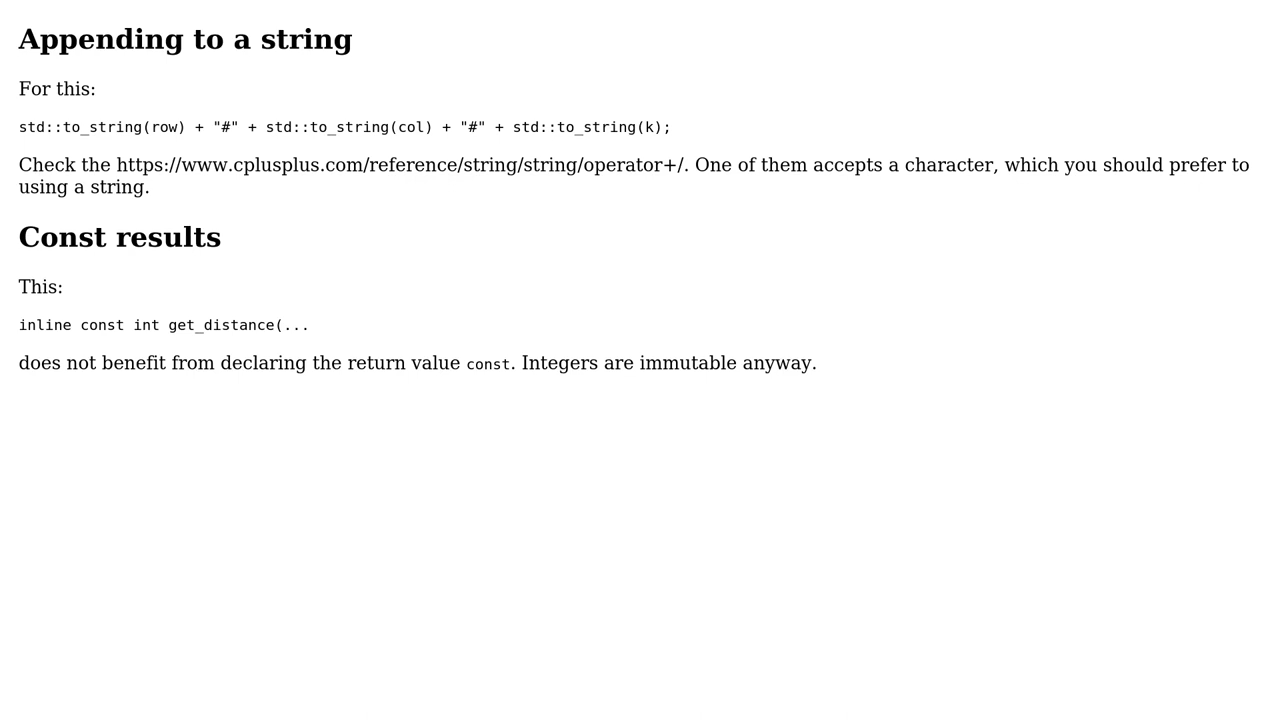 Appending to a string
For this:
std::to_string(row) + "#" + std::to_string(col) + "#" + std::to_string(k);
Check the https://www.cplusplus.com/reference/string/string/operator+/. One of them accepts a character, which you should prefer to
using a string.
Const results
This:
inline const int get_distance(...
does not benefit from declaring the return value const. Integers are immutable anyway.